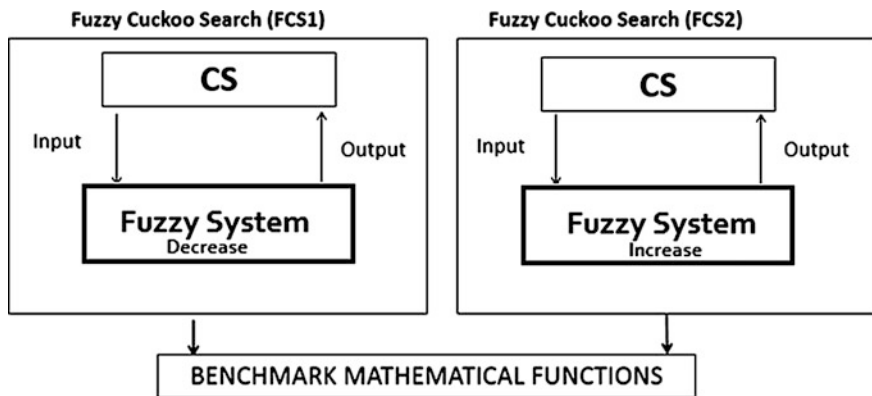 Fuzzy Cuckoo Search (FCS1)
CS
Input
Output
Fuzzy System
Decrease
Fuzzy Cuckoo Search (FCS2)
CS
Input
Output
Fuzzy System
Increase
BENCHMARK MATHEMATICAL FUNCTIONS